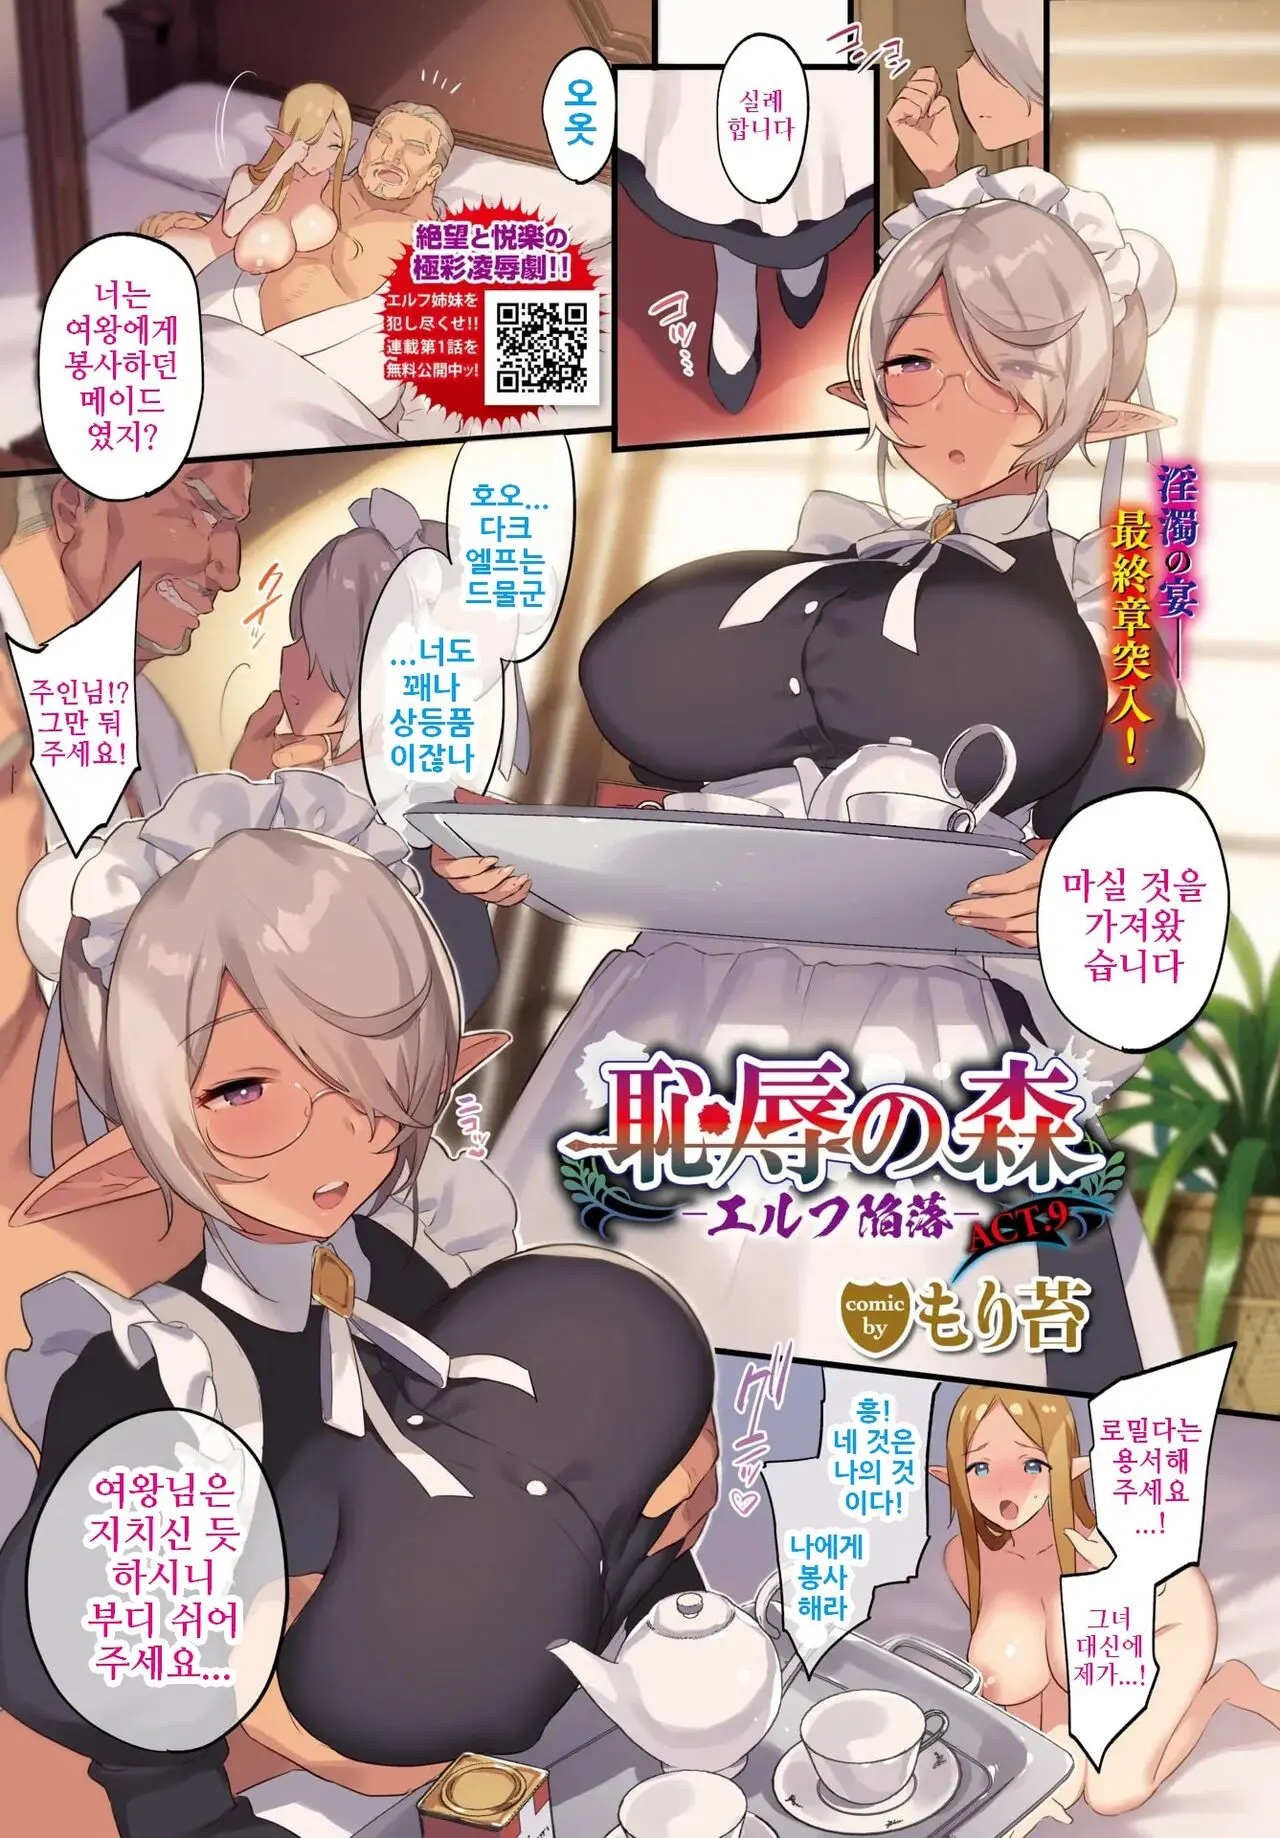 コンコン
실례
합니다
コツ…
오
옷
너는
여왕에게
봉사하던
메이드
였지?
絶望と悦楽の
極彩凌辱劇!!
エルフ姉妹を
犯し尽くせ!!
連載第1話を
無料公開中ッ!
淫濁の宴――
最終章突入!
마실 것을
가져왔
습니다
호오...
다크
엘프는
드물군
...너도
꽤나
상등품
이잖나
クイッ
주인님!?
그만 둬
주세요!
恥辱の森
-エルフ陥落-
ACT.9
comic
by
もり苔
여왕님은
지치신 듯
하시니
부디 쉬어
주세요...
흥!
네 것은
나의 것
이다!
나에게
봉사
해라
로밀다는
용서해
주세요
...!
그녀
대신에
제가...!